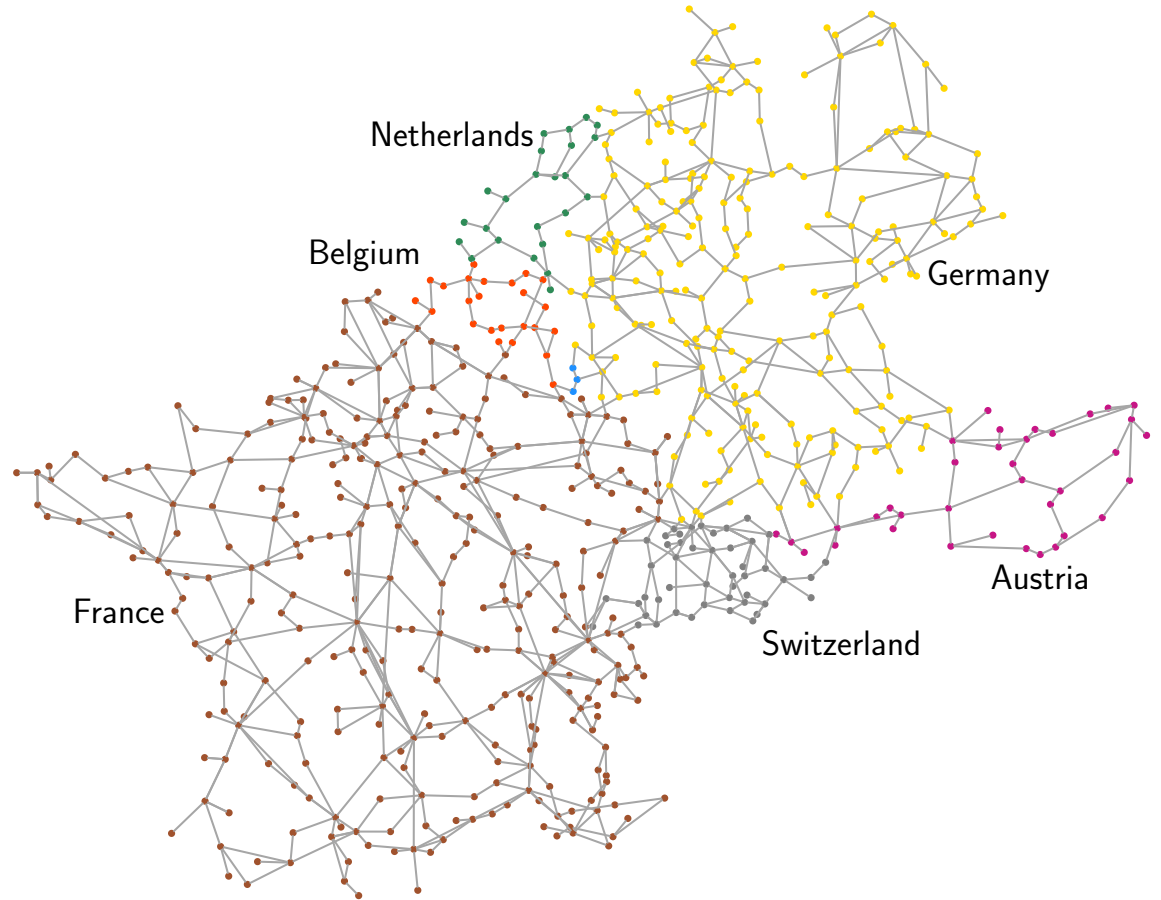 Netherlands
Belgium
Germany
France
Austria
Switzerland